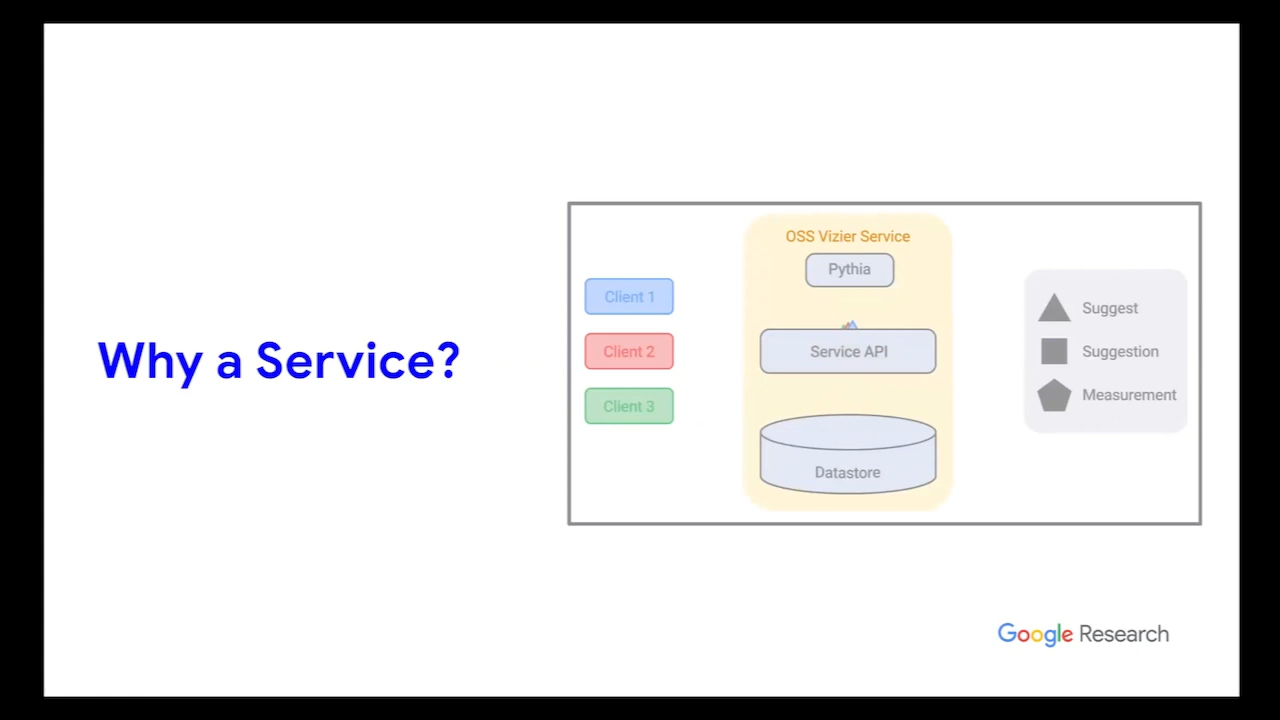 Why a Service?
OSS Vizier Service
Pythia
Client 1
Client 2
Client 3
Service API
Datastore
Suggest
Suggestion
Measurement
Google Research